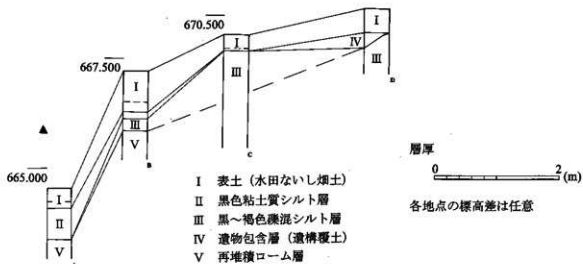 670.500
I
I
667.500
IV
III
III
I
D
III
V
B
C
665.000
I
II
V
I 表土（水田ないし畑土）
II 黒色粘土質シルト層
III 黒～褐色礫混シルト層
IV 遺物包含層（遺構覆土）
V 再堆積ローム層
層厚
0 2 (m)
各地点の標高差は任意